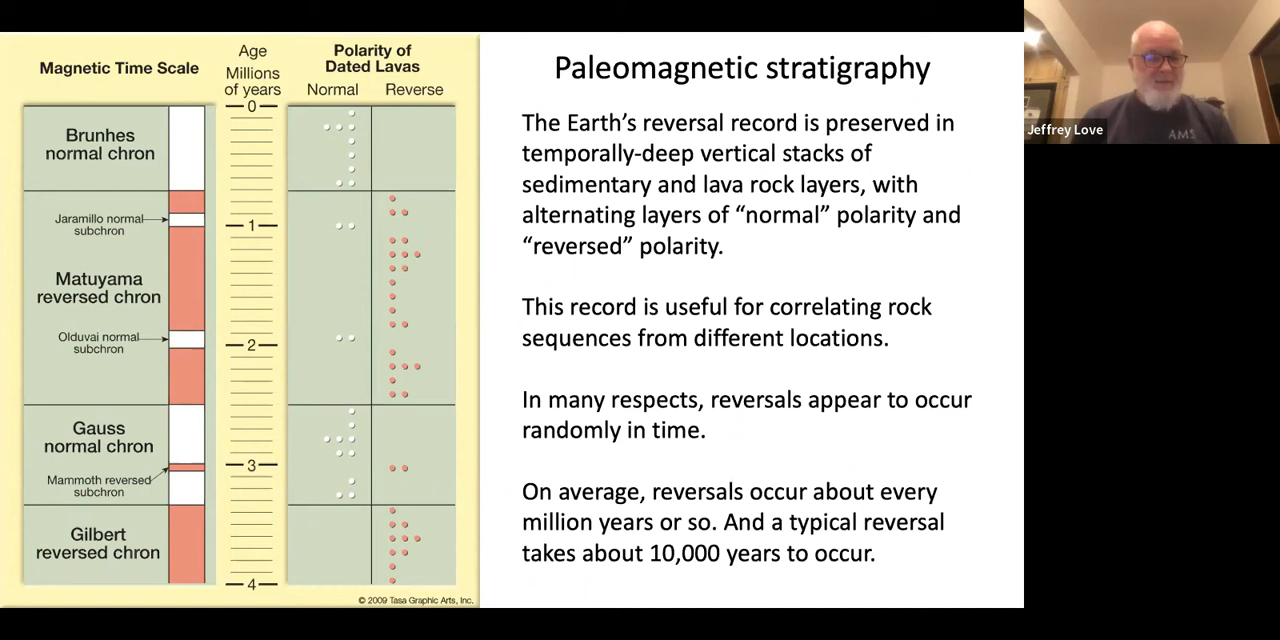 Magnetic Time Scale
Age
Millions
of years
Polarity of
Dated Lavas
Normal
Reverse
Brunhes
normal chron
Jaramillo normal
subchron
Matuyama
reversed chron
Olduvai normal
subchron
Gauss
normal chron
Mammoth reversed
subchron
Gilbert
reversed chron
0
1
2
3
4
© 2009 Tasa Graphic Arts, Inc.
Paleomagnetic stratigraphy
The Earth’s reversal record is preserved in
temporally-deep vertical stacks of
sedimentary and lava rock layers, with
alternating layers of “normal” polarity and
“reversed” polarity.
This record is useful for correlating rock
sequences from different locations.
In many respects, reversals appear to occur
randomly in time.
On average, reversals occur about every
million years or so. And a typical reversal
takes about 10,000 years to occur.
Jeffrey Love
AMS